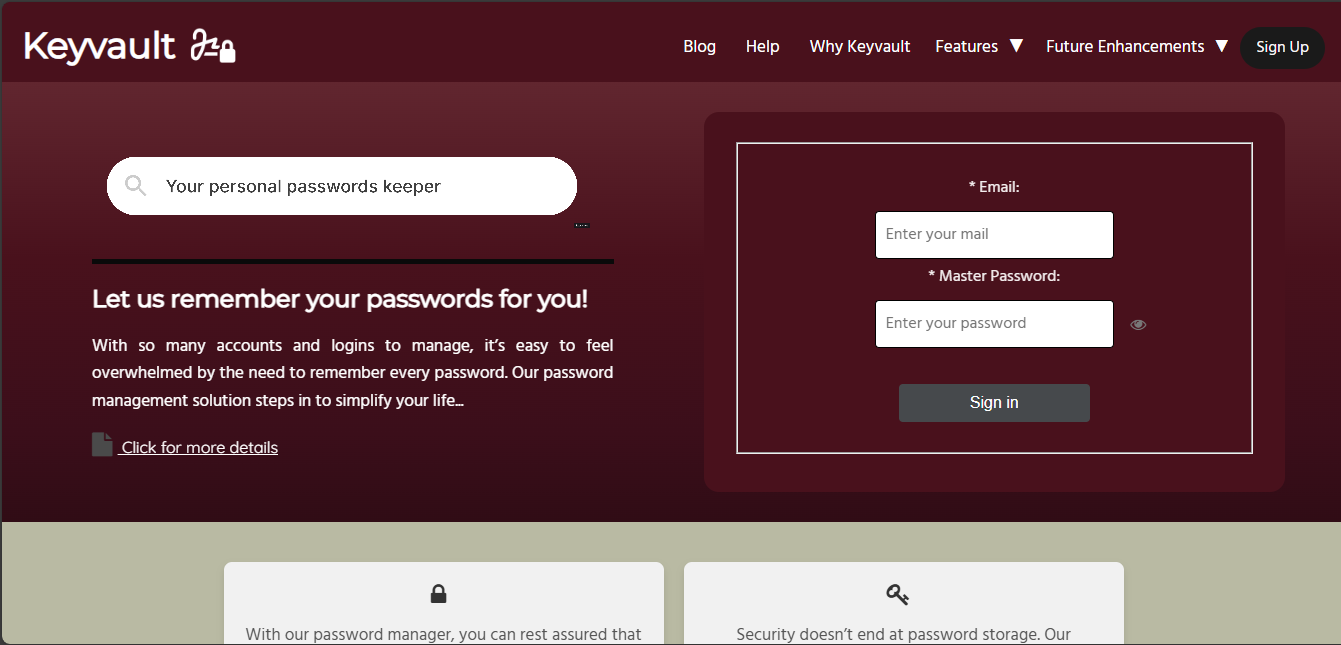 Keyvault
Blog Help Why Keyvault Features ▼ Future Enhancements ▼ Sign Up
Your personal passwords keeper
Let us remember your passwords for you!
With so many accounts and logins to manage, it’s easy to feel
overwhelmed by the need to remember every password. Our password
management solution steps in to simplify your life...
Click for more details
* Email:
Enter your mail
* Master Password:
Enter your password
Sign in
With our password manager, you can rest assured that
Security doesn’t end at password storage. Our